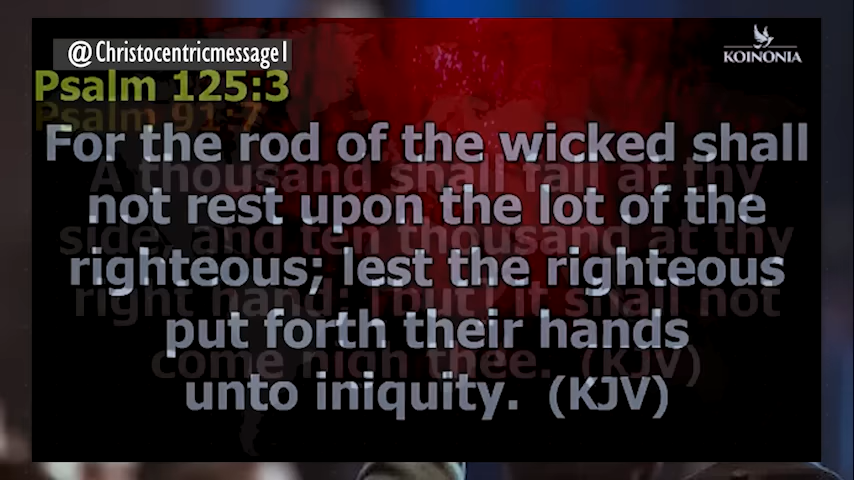 @Christocentricmessage1
KOINONIA
Psalm 125:3
Psalm 91:7
For the rod of the wicked shall
A thousand shall fall at thy
not rest upon the lot of the
side, and ten thousand at thy
righteous; lest the righteous
right hand; but it shall not
put forth their hands
come nigh thee. (KJV)
unto iniquity. (KJV)